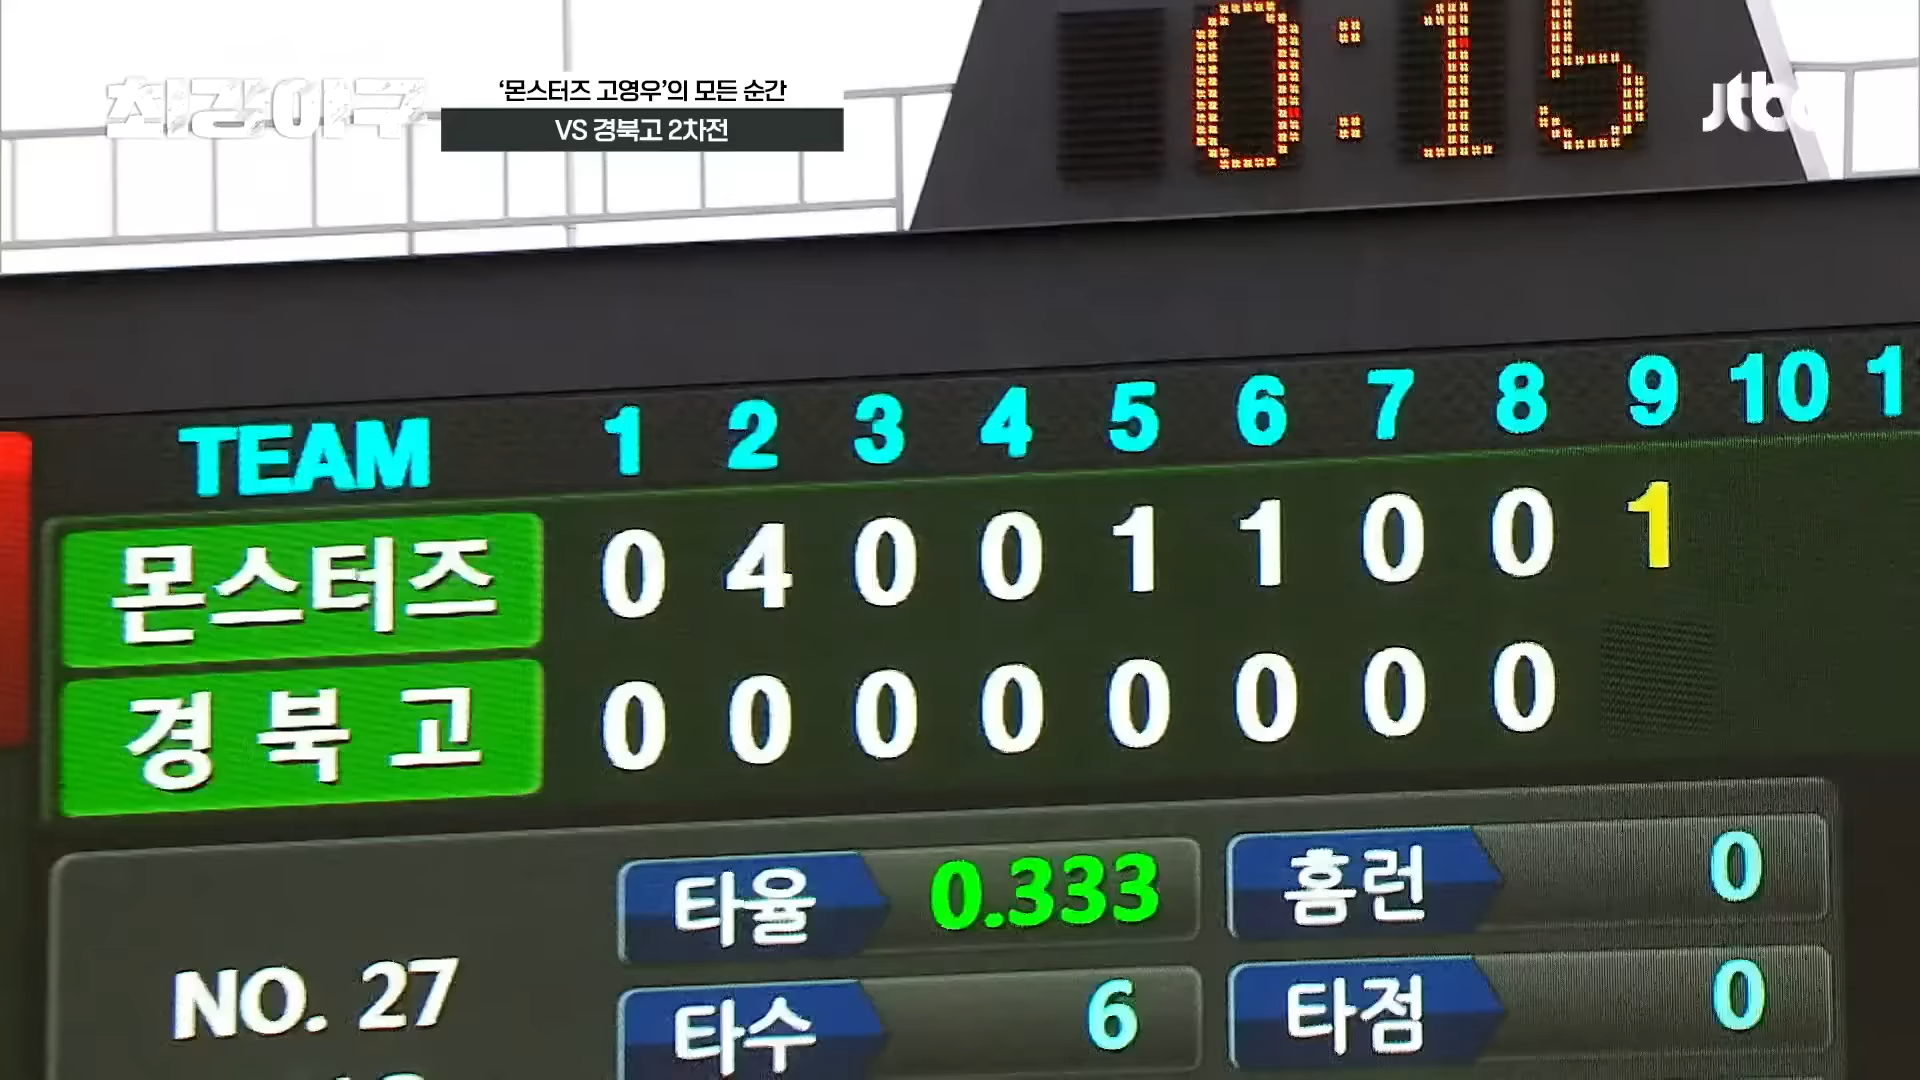 최강야구
'몬스터즈 고영우'의 모든 순간
VS 경북고 2차전
0:15
jtbc
TEAM 1 2 3 4 5 6 7 8 9 10 1
몬스터즈 0 4 0 0 1 1 0 0 1
경북고 0 0 0 0 0 0 0 0
타율 0.333 홈런 0
NO. 27
타수 6 타점 0